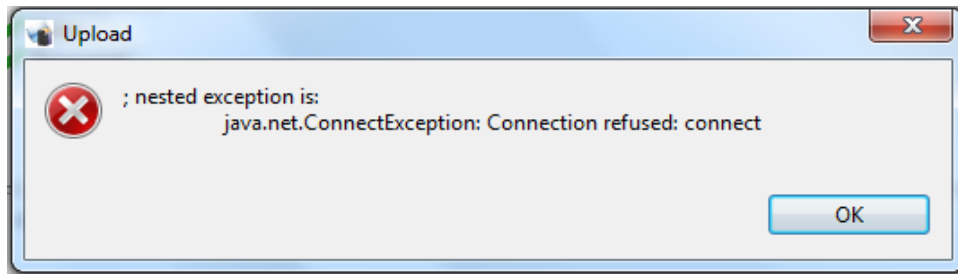 Upload
; nested exception is:
java.net.ConnectException: Connection refused: connect
OK